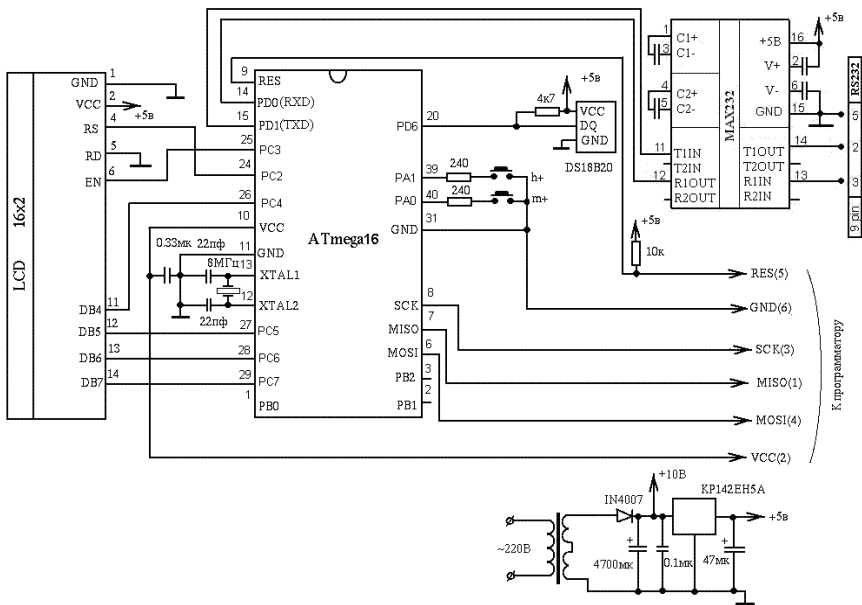 LCD 16x2
GND
1
VCC
2
+5в
RS
4
RD
5
EN
6
DB4
11
DB5
12
DB6
13
DB7
14
ATmega16
9
RES
14
PD0(RXD)
15
PD1(TXD)
25
PC3
24
PC2
26
PC4
10
VCC
11
GND
13
XTAL1
12
XTAL2
27
PC5
28
PC6
29
PC7
1
PB0
0.33мк
22пф
8МГц
22пф
20
PD6
39
PA1
40
PA0
31
GND
8
SCK
7
MISO
6
MOSI
3
PB2
2
PB1
4к7
+5в
VCC
DQ
GND
DS18B20
240
h+
240
m+
MAX232
1
C1+
3
C1-
4
C2+
5
C2-
11
T1IN
T2IN
12
R1OUT
R2OUT
+5В
16
+5в
V+
2
V-
6
GND
15
T1OUT
14
T2OUT
R1IN
13
R2IN
RS232
5
2
3
9 pin
+5в
10к
RES(5)
GND(6)
SCK(3)
MISO(1)
MOSI(4)
VCC(2)
К программатору
~220В
IN4007
+10В
КР142ЕН5А
+5в
+
4700мк
0.1мк
+
47мк